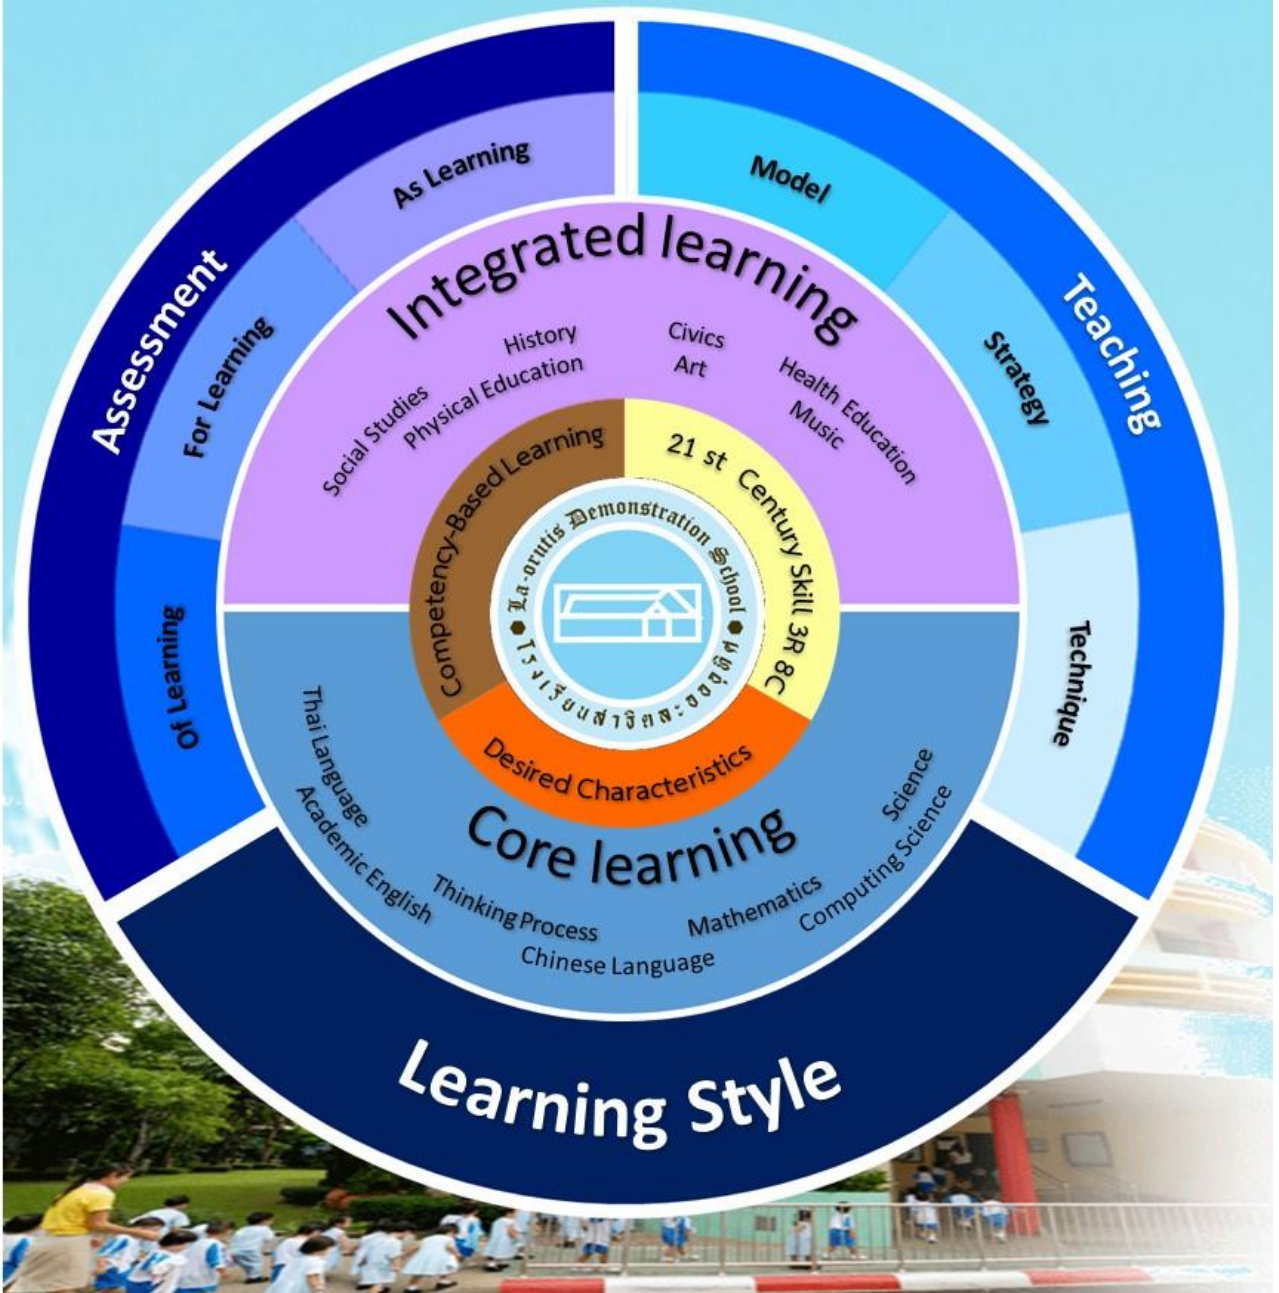 Assessment
As Learning
For Learning
Of Learning
Teaching
Model
Strategy
Technique
Integrated learning
History
Physical Education
Social Studies
Civics
Art
Health Education
Music
Competency-Based Learning
21 st Century Skill 3R 8C
Desired Characteristics
La-orutis Demonstration School
โรงเรียนสาธิตละอออุทิศ
Core learning
Thai Language
Academic English
Thinking Process
Chinese Language
Mathematics
Computing Science
Science
Learning Style